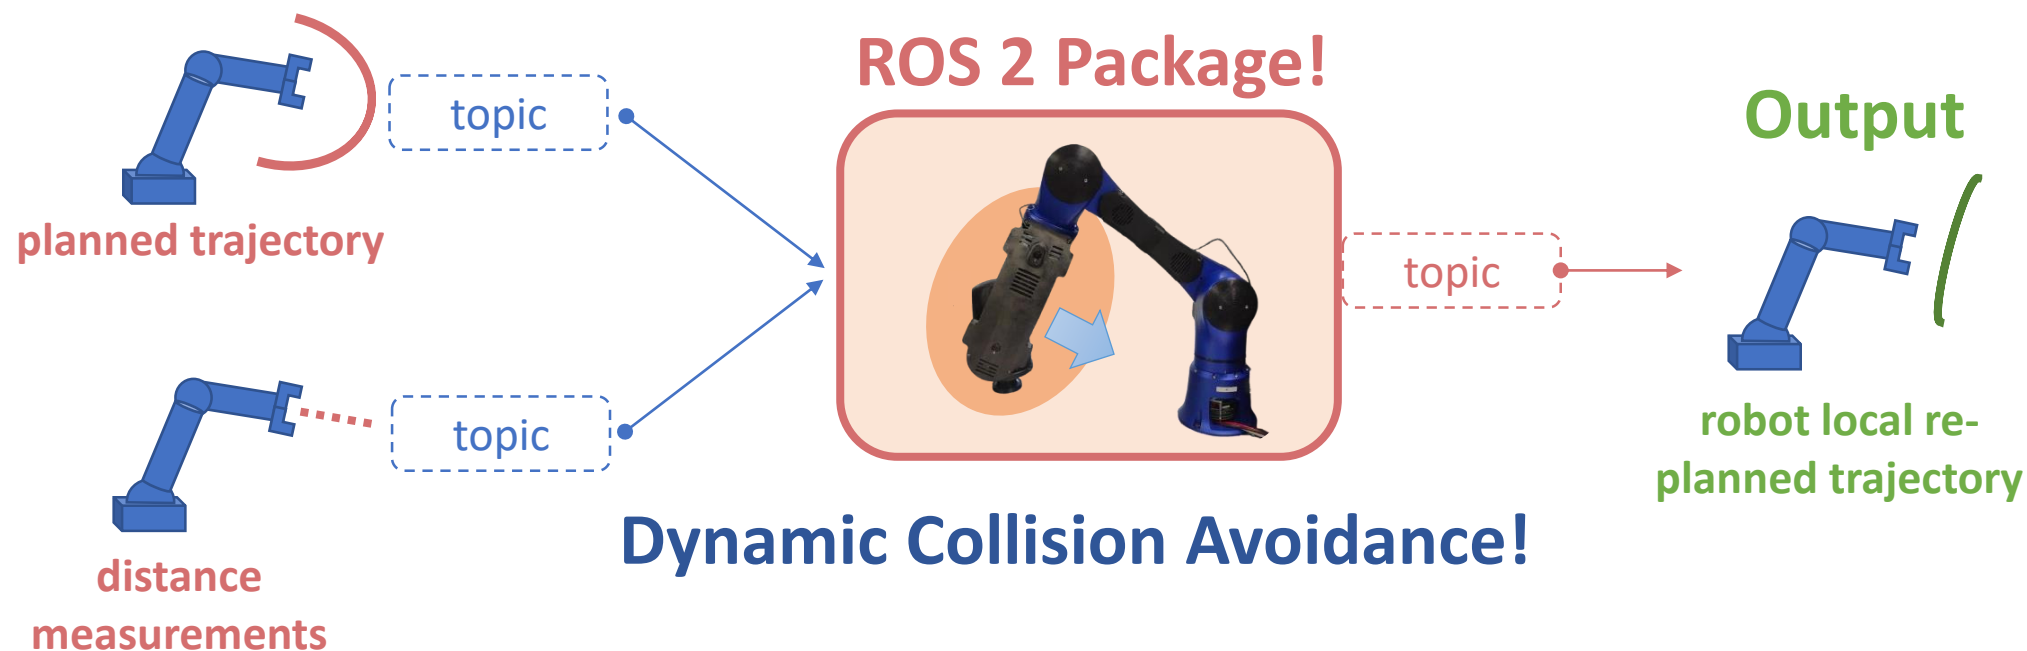 ROS 2 Package!
topic
planned trajectory
topic
distance
measurements
Dynamic Collision Avoidance!
topic
Output
robot local re-
planned trajectory